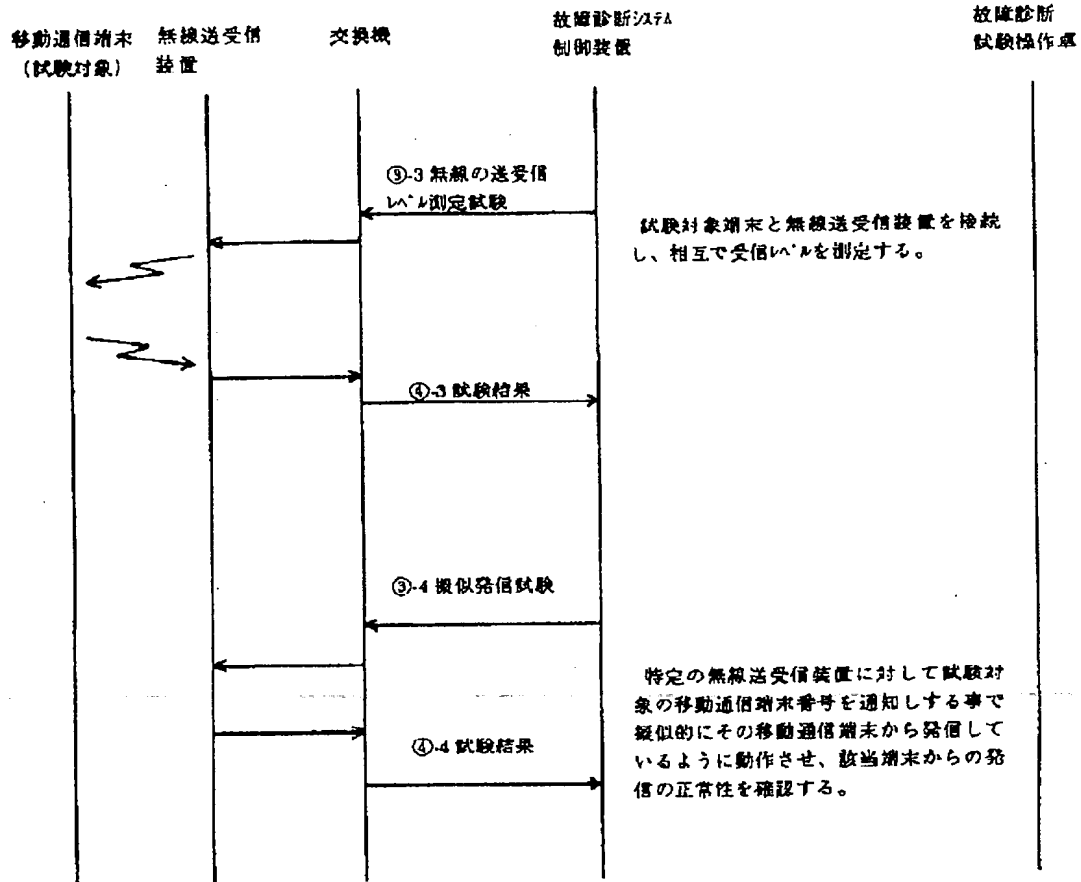 移動通信端末
(試験対象)
無線送受信
装置
交換機
故障診断システム
制御装置
故障診断
試験操作卓
③-3 無線の送受信
レベル測定試験
試験対象端末と無線送受信装置を接続
し、相互で受信レベルを測定する。
④-3 試験結果
③-4 擬似発信試験
特定の無線送受信装置に対して試験対
象の移動通信端末番号を通知しする事で
擬似的にその移動通信端末から発信して
いるように動作させ、該当端末からの発
信の正常性を確認する。
④-4 試験結果